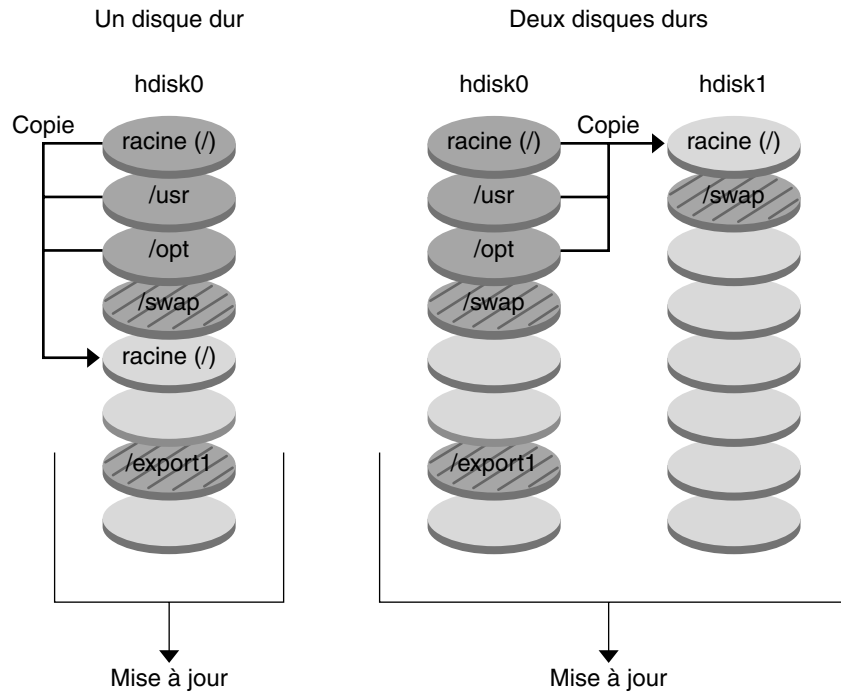 Un disque dur
hdisk0
Copie
racine (/)
/usr
/opt
/swap
racine (/)
/export1
Mise à jour
Deux disques durs
hdisk0
hdisk1
racine (/)
Copie
racine (/)
/usr
/swap
/opt
/swap
/export1
Mise à jour